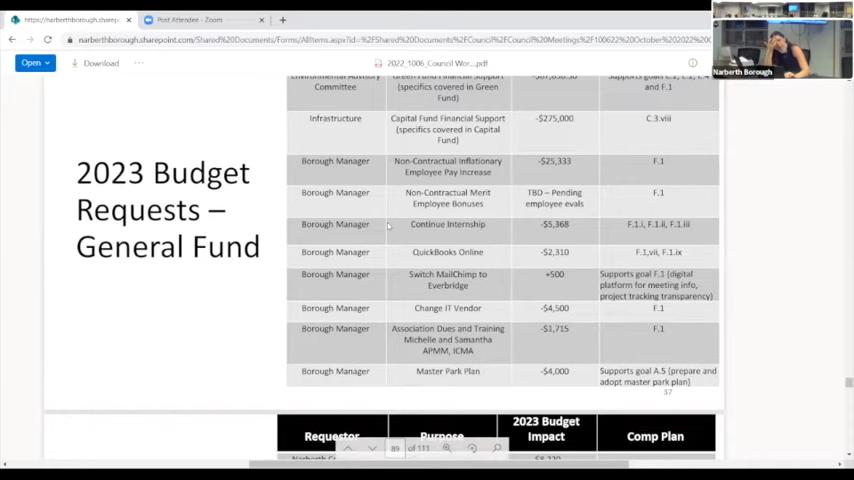 https://narberthborough.sharep
Post Attendee - Zoom
narberthborough.sharepoint.com/Shared%20Documents/Forms/AllItems.aspx?id=%2FShared%20Documents%2FCouncil%2FCouncil%20Meetings%2F100622%20October%202022%20C
Narberth Borough
Open
Download
2022_1006_Council Wor....pdf
2023 Budget
Requests –
General Fund
Environmental Advisory
Committee
Green Fund Financial Support
(specifics covered in Green
Fund)
and F.1
Infrastructure
Capital Fund Financial Support
(specifics covered in Capital
Fund)
-$275,000
C.3.viii
Borough Manager
Non-Contractual Inflationary
Employee Pay Increase
-$25,333
F.1
Borough Manager
Non-Contractual Merit
Employee Bonuses
TBD – Pending
employee evals
F.1
Borough Manager
Continue Internship
-$5,368
F.1.i, F.1.ii, F.1.iii
Borough Manager
QuickBooks Online
-$2,310
F.1,vii, F.1.ix
Borough Manager
Switch MailChimp to
Everbridge
+500
Supports goal F.1 (digital
platform for meeting info,
project tracking transparency)
Borough Manager
Change IT Vendor
-$4,500
F.1
Borough Manager
Association Dues and Training
Michelle and Samantha
APMM, ICMA
-$1,715
F.1
Borough Manager
Master Park Plan
-$4,000
Supports goal A.5 (prepare and
adopt master park plan)
37
Requestor
Purpose
2023 Budget
Impact
Comp Plan
89 of 111